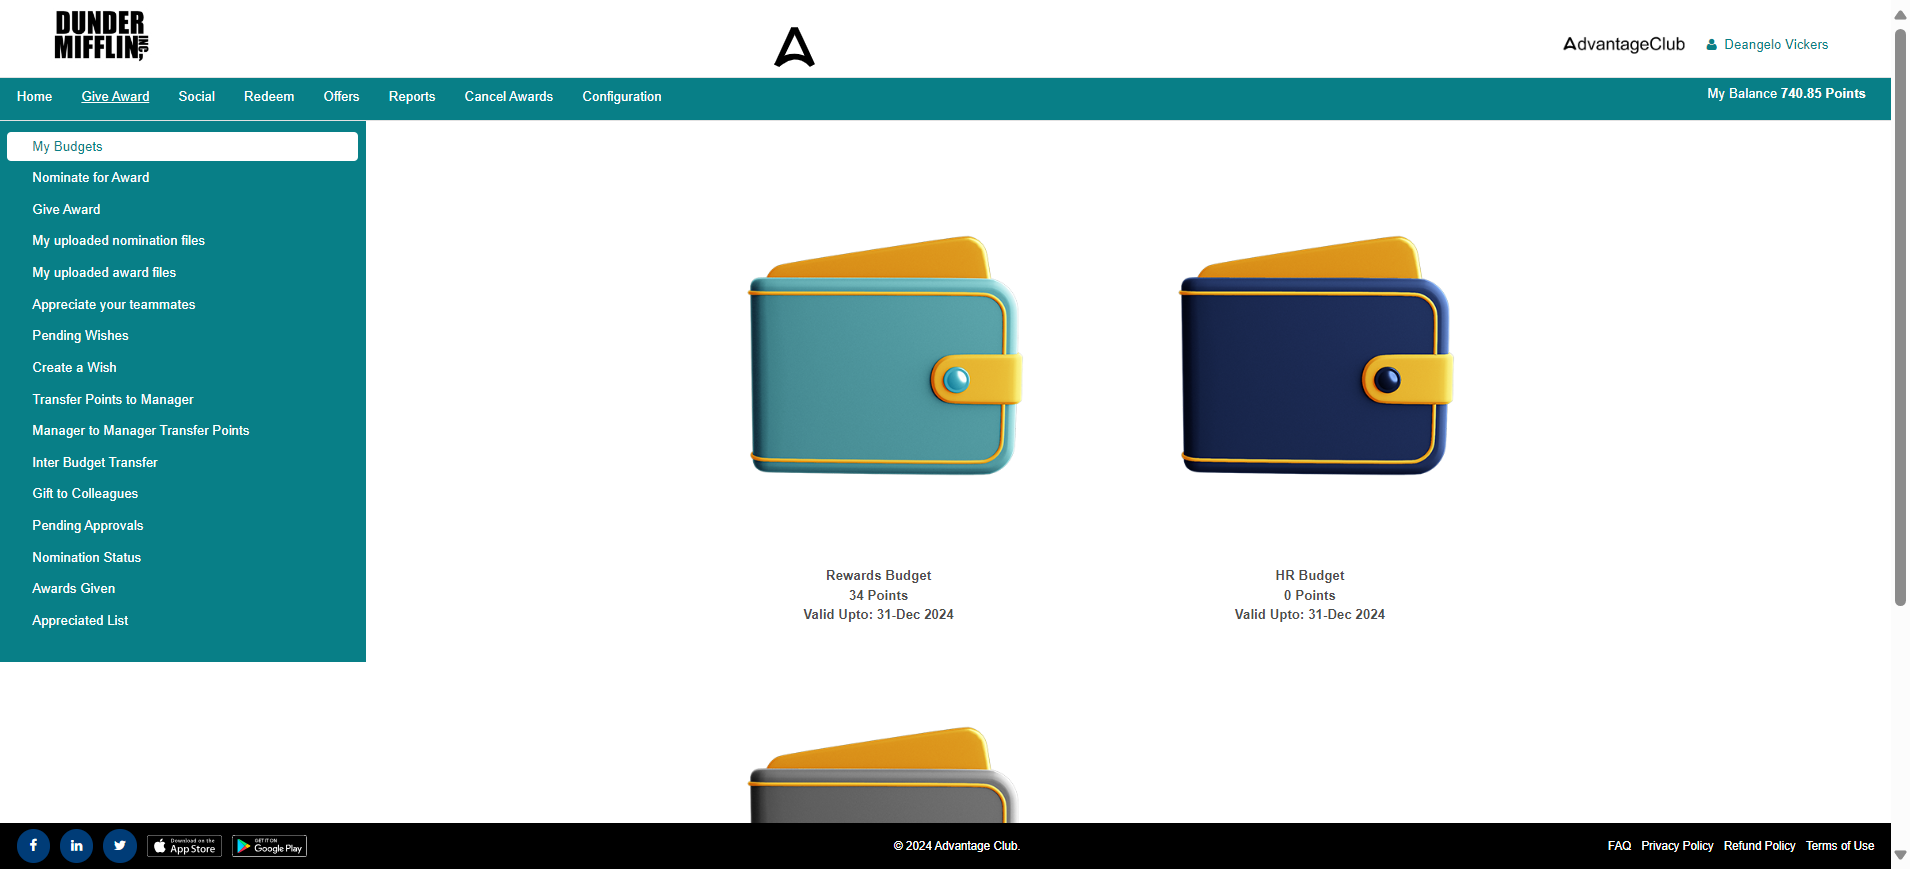 DUNDER
MIFFLIN INC,
AdvantageClub
Deangelo Vickers
Home
Give Award
Social
Redeem
Offers
Reports
Cancel Awards
Configuration
My Balance 740.85 Points
My Budgets
Nominate for Award
Give Award
My uploaded nomination files
My uploaded award files
Appreciate your teammates
Pending Wishes
Create a Wish
Transfer Points to Manager
Manager to Manager Transfer Points
Inter Budget Transfer
Gift to Colleagues
Pending Approvals
Nomination Status
Awards Given
Appreciated List
Rewards Budget
34 Points
Valid Upto: 31-Dec 2024
HR Budget
0 Points
Valid Upto: 31-Dec 2024
Download on the
App Store
GET IT ON
Google Play
© 2024 Advantage Club.
FAQ
Privacy Policy
Refund Policy
Terms of Use